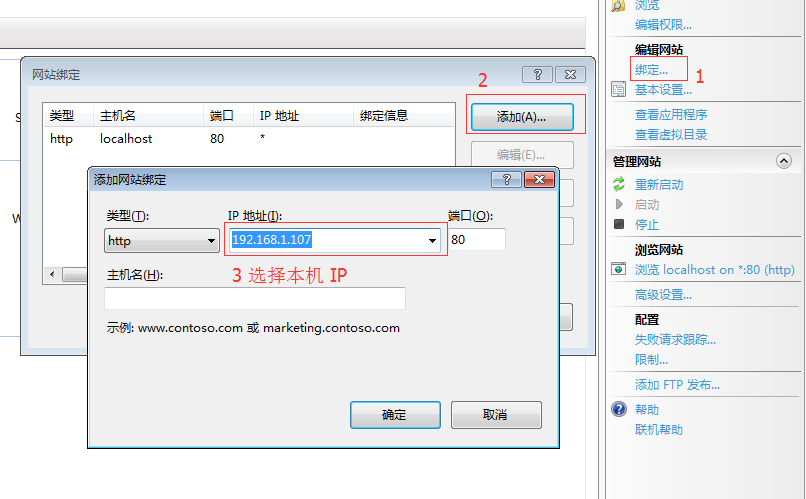 网站绑定
类型 主机名 端口 IP 地址 绑定信息
http localhost 80 *
2
添加(A)...
编辑(E)...
添加网站绑定
类型(T): IP 地址(I): 端口(O):
http 192.168.1.107 80
3 选择本机 IP
主机名(H):
示例: www.contoso.com 或 marketing.contoso.com
确定 取消
浏览
编辑权限...
编辑网站
绑定... 1
基本设置...
查看应用程序
查看虚拟目录
管理网站
重新启动
启动
停止
浏览网站
浏览 localhost on *:80 (http)
高级设置...
配置
失败请求跟踪...
限制...
添加 FTP 发布...
帮助
联机帮助